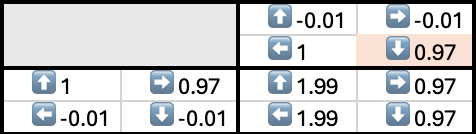 ⬆️ -0.01 ➡️ -0.01
⬅️ 1 ⬇️ 0.97
⬆️ 1 ➡️ 0.97 ⬆️ 1.99 ➡️ 0.97
⬅️ -0.01 ⬇️ -0.01 ⬅️ 1.99 ⬇️ 0.97